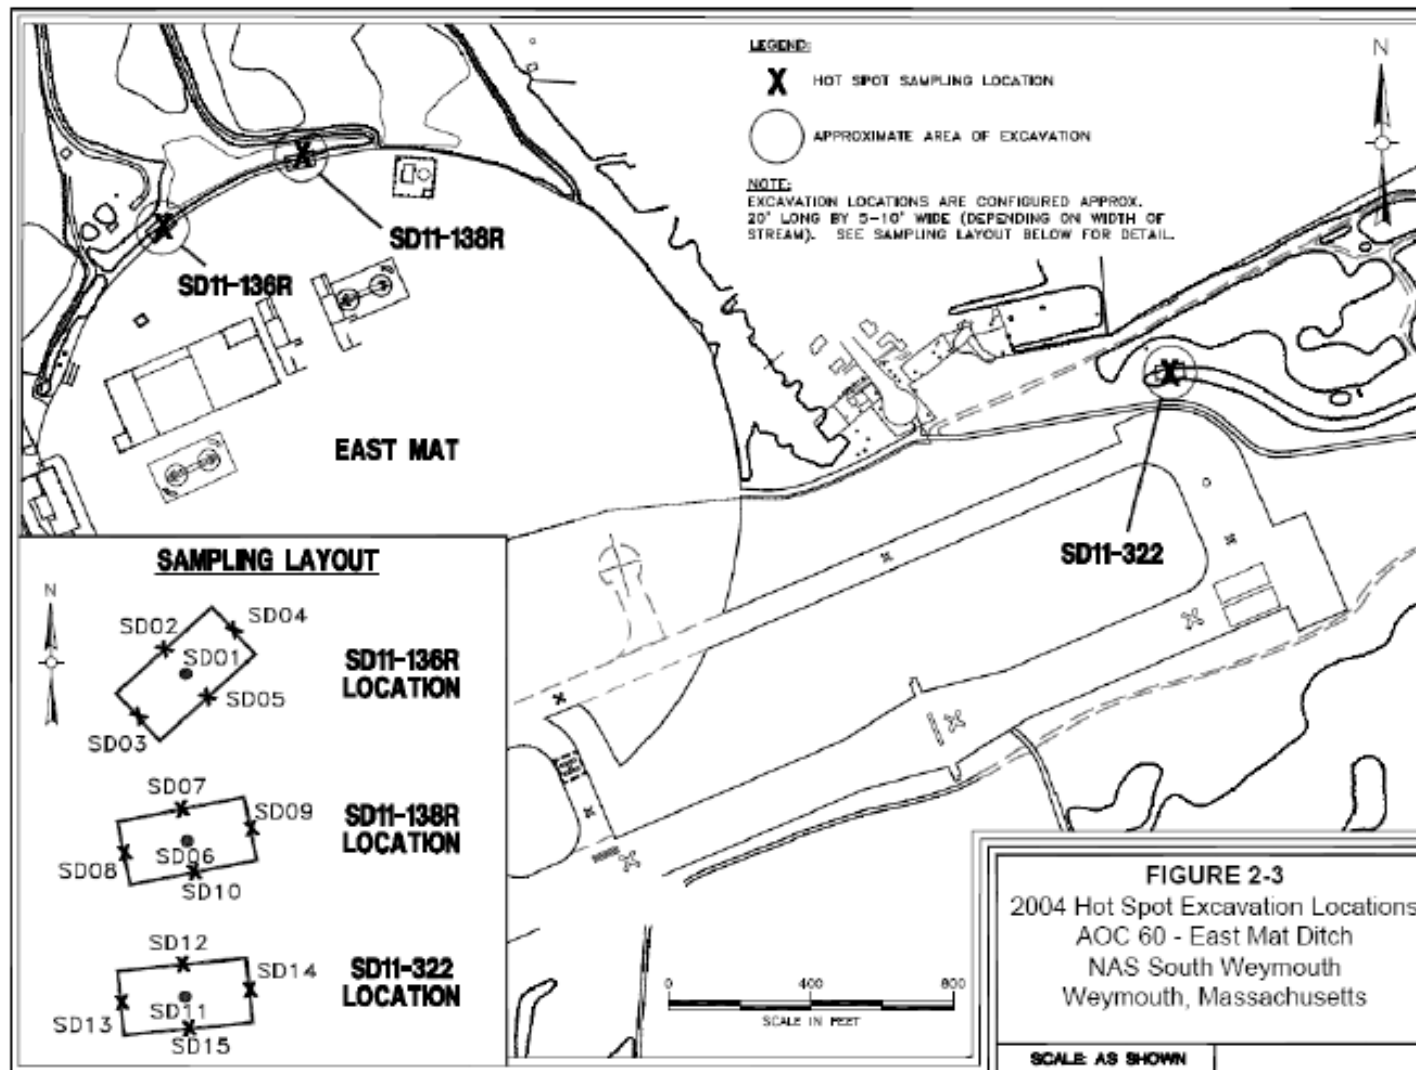 LEGEND:
N
X HOT SPOT SAMPLING LOCATION
APPROXIMATE AREA OF EXCAVATION
NOTE:
EXCAVATION LOCATIONS ARE CONFIGURED APPROX.
20' LONG BY 5-10' WIDE (DEPENDING ON WIDTH OF
STREAM). SEE SAMPLING LAYOUT BELOW FOR DETAIL.
SD11-138R
SD11-136R
EAST MAT
SD11-322
SAMPLING LAYOUT
N
SD02
SD04
SD01
SD05
SD03
SD11-136R
LOCATION
SD07
SD09
SD06
SD08
SD10
SD11-138R
LOCATION
SD12
SD14
SD11
SD13
SD15
SD11-322
LOCATION
0 400 800
SCALE IN FEET
FIGURE 2-3
2004 Hot Spot Excavation Locations
AOC 60 - East Mat Ditch
NAS South Weymouth
Weymouth, Massachusetts
SCALE: AS SHOWN